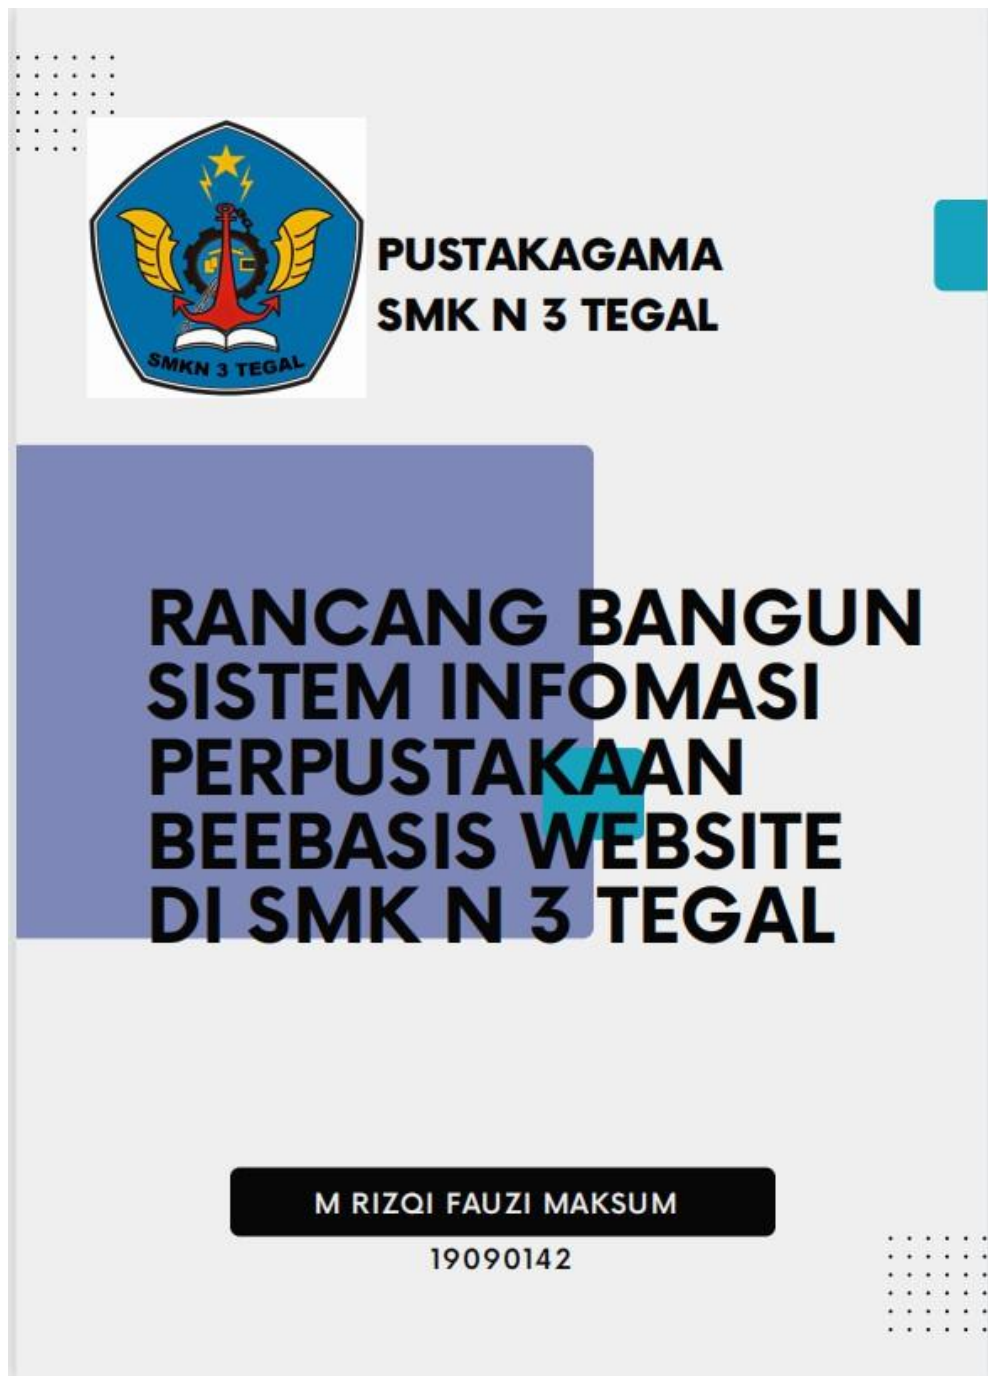 SMKN 3 TEGAL
PUSTAKAGAMA
SMK N 3 TEGAL
RANCANG BANGUN
SISTEM INFOMASI
PERPUSTAKAAN
BEEBASIS WEBSITE
DI SMK N 3 TEGAL
M RIZQI FAUZI MAKSUM
19090142